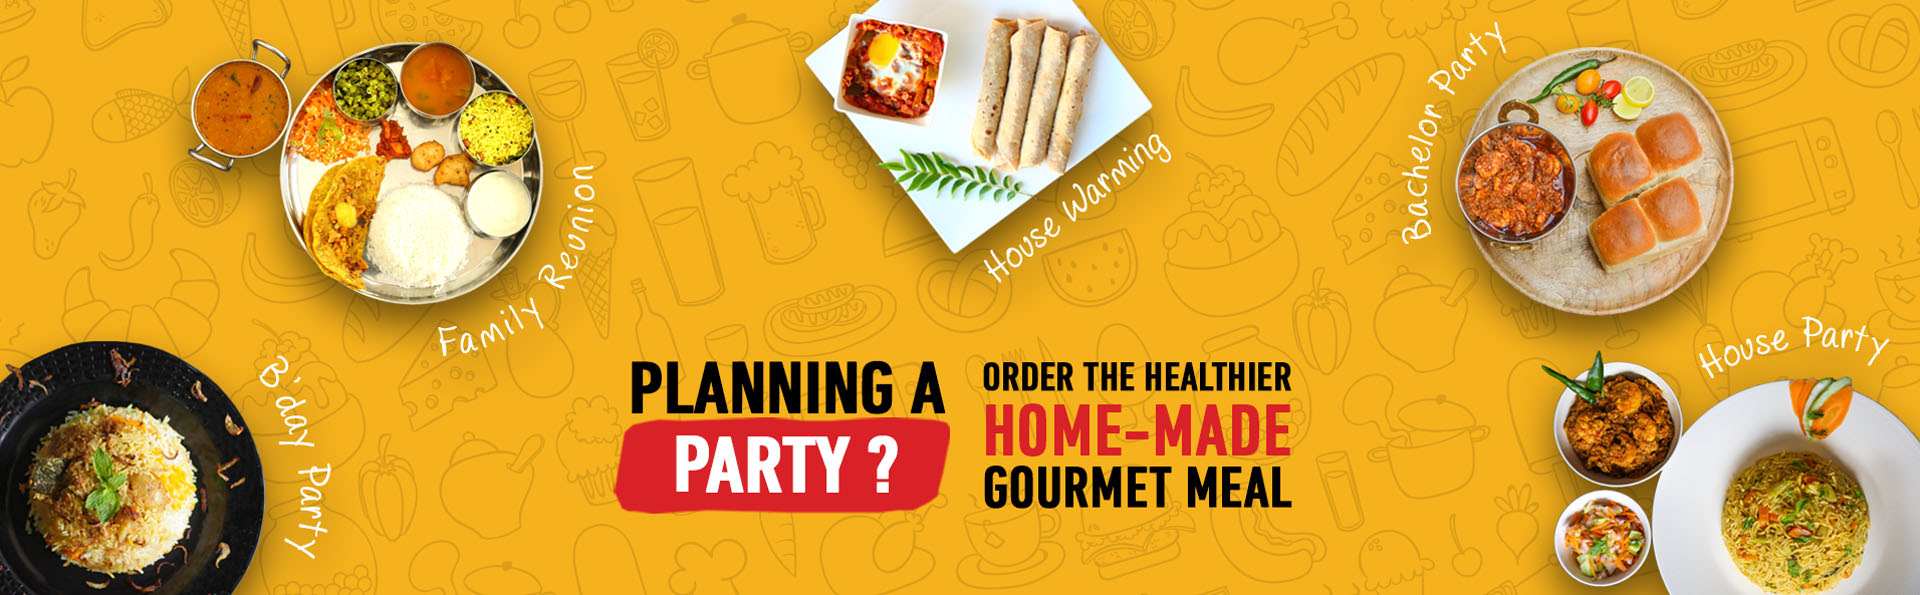 Family Reunion
House Warming
Bachelor Party
B'day Party
House Party
PLANNING A
PARTY ?
ORDER THE HEALTHIER
HOME-MADE
GOURMET MEAL